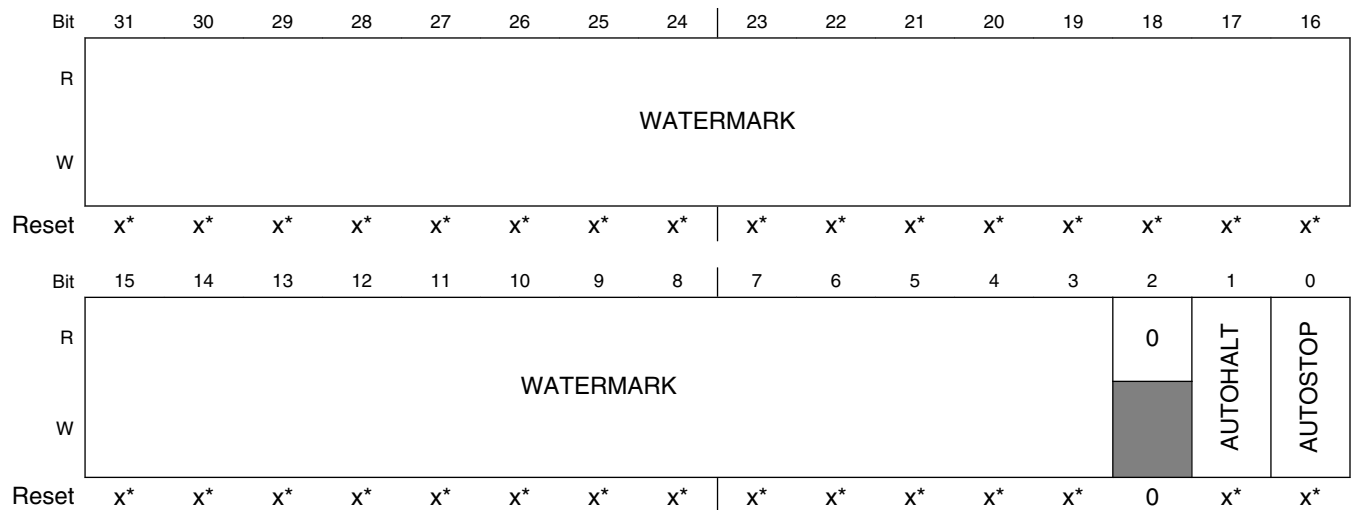 Bit 31 30 29 28 27 26 25 24 23 22 21 20 19 18 17 16
R
WATERMARK
W
Reset x* x* x* x* x* x* x* x* x* x* x* x* x* x* x* x*
Bit 15 14 13 12 11 10 9 8 7 6 5 4 3 2 1 0
R 0
WATERMARK AUTOHALT AUTOSTOP
W
Reset x* x* x* x* x* x* x* x* x* x* x* x* x* 0 x* x*